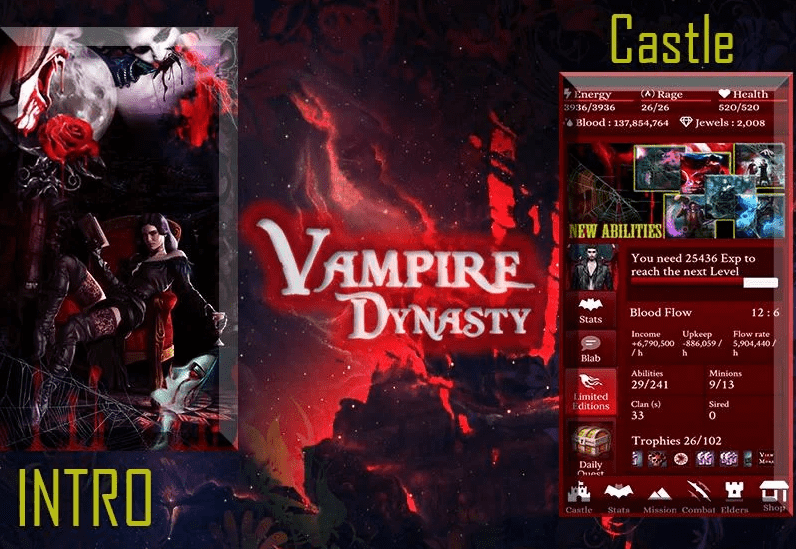 Castle
Energy Rage Health
3936/3936 26/26 520/520
Blood : 137,854,764 Jewels : 2,008
NEW ABILITIES
You need 25436 Exp to
reach the next Level
Stats
Blood Flow 12 : 6
Income Upkeep Flow rate
+6,790,500 -886,059 / 5,904,440 /
/ h h h
Blab
Abilities Minions
29/241 9/13
Limited
Editions
Clan (s) Sired
33 0
Trophies 26/102
View
More
Daily
Quest
Castle Stats Mission Combat Elders Shop
VAMPIRE
DYNASTY
INTRO